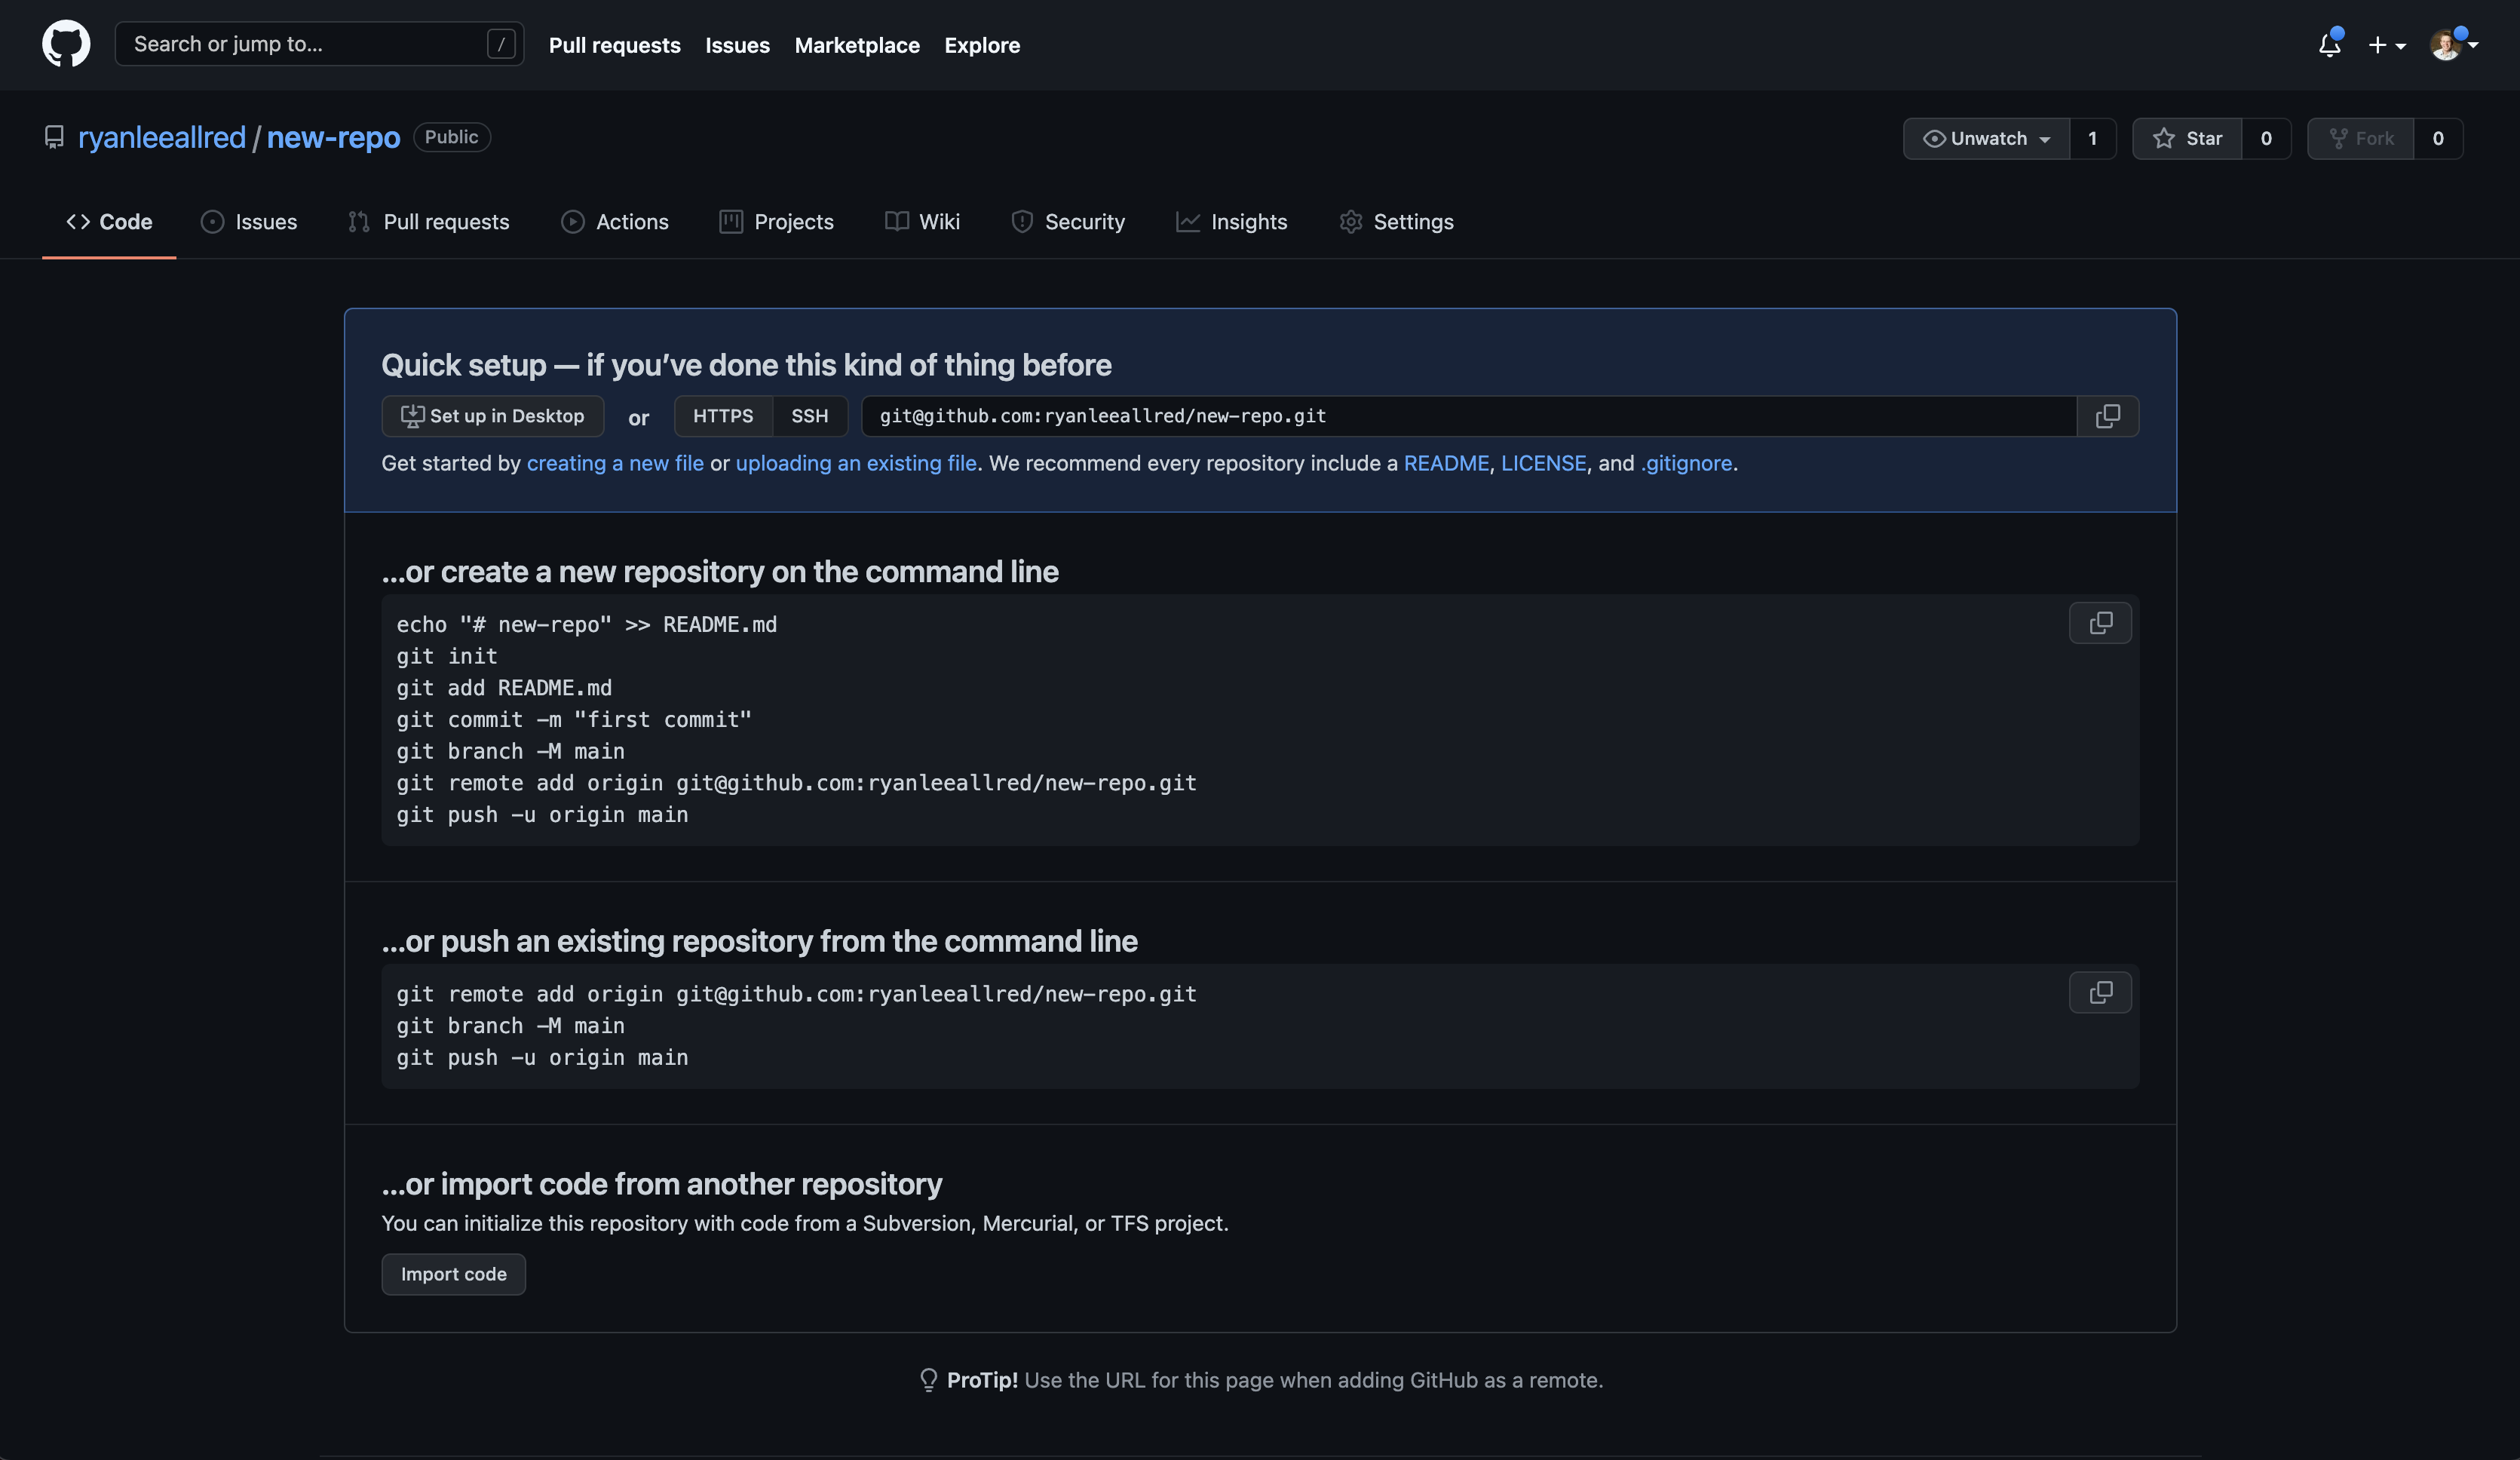 Search or jump to... / Pull requests Issues Marketplace Explore
ryanleeallred / new-repo Public Unwatch 1 Star 0 Fork 0
Code Issues Pull requests Actions Projects Wiki Security Insights Settings
Quick setup — if you’ve done this kind of thing before
Set up in Desktop or HTTPS SSH git@github.com:ryanleeallred/new-repo.git
Get started by creating a new file or uploading an existing file. We recommend every repository include a README, LICENSE, and .gitignore.
…or create a new repository on the command line
echo "# new-repo" >> README.md
git init
git add README.md
git commit -m "first commit"
git branch -M main
git remote add origin git@github.com:ryanleeallred/new-repo.git
git push -u origin main
…or push an existing repository from the command line
git remote add origin git@github.com:ryanleeallred/new-repo.git
git branch -M main
git push -u origin main
…or import code from another repository
You can initialize this repository with code from a Subversion, Mercurial, or TFS project.
Import code
ProTip! Use the URL for this page when adding GitHub as a remote.